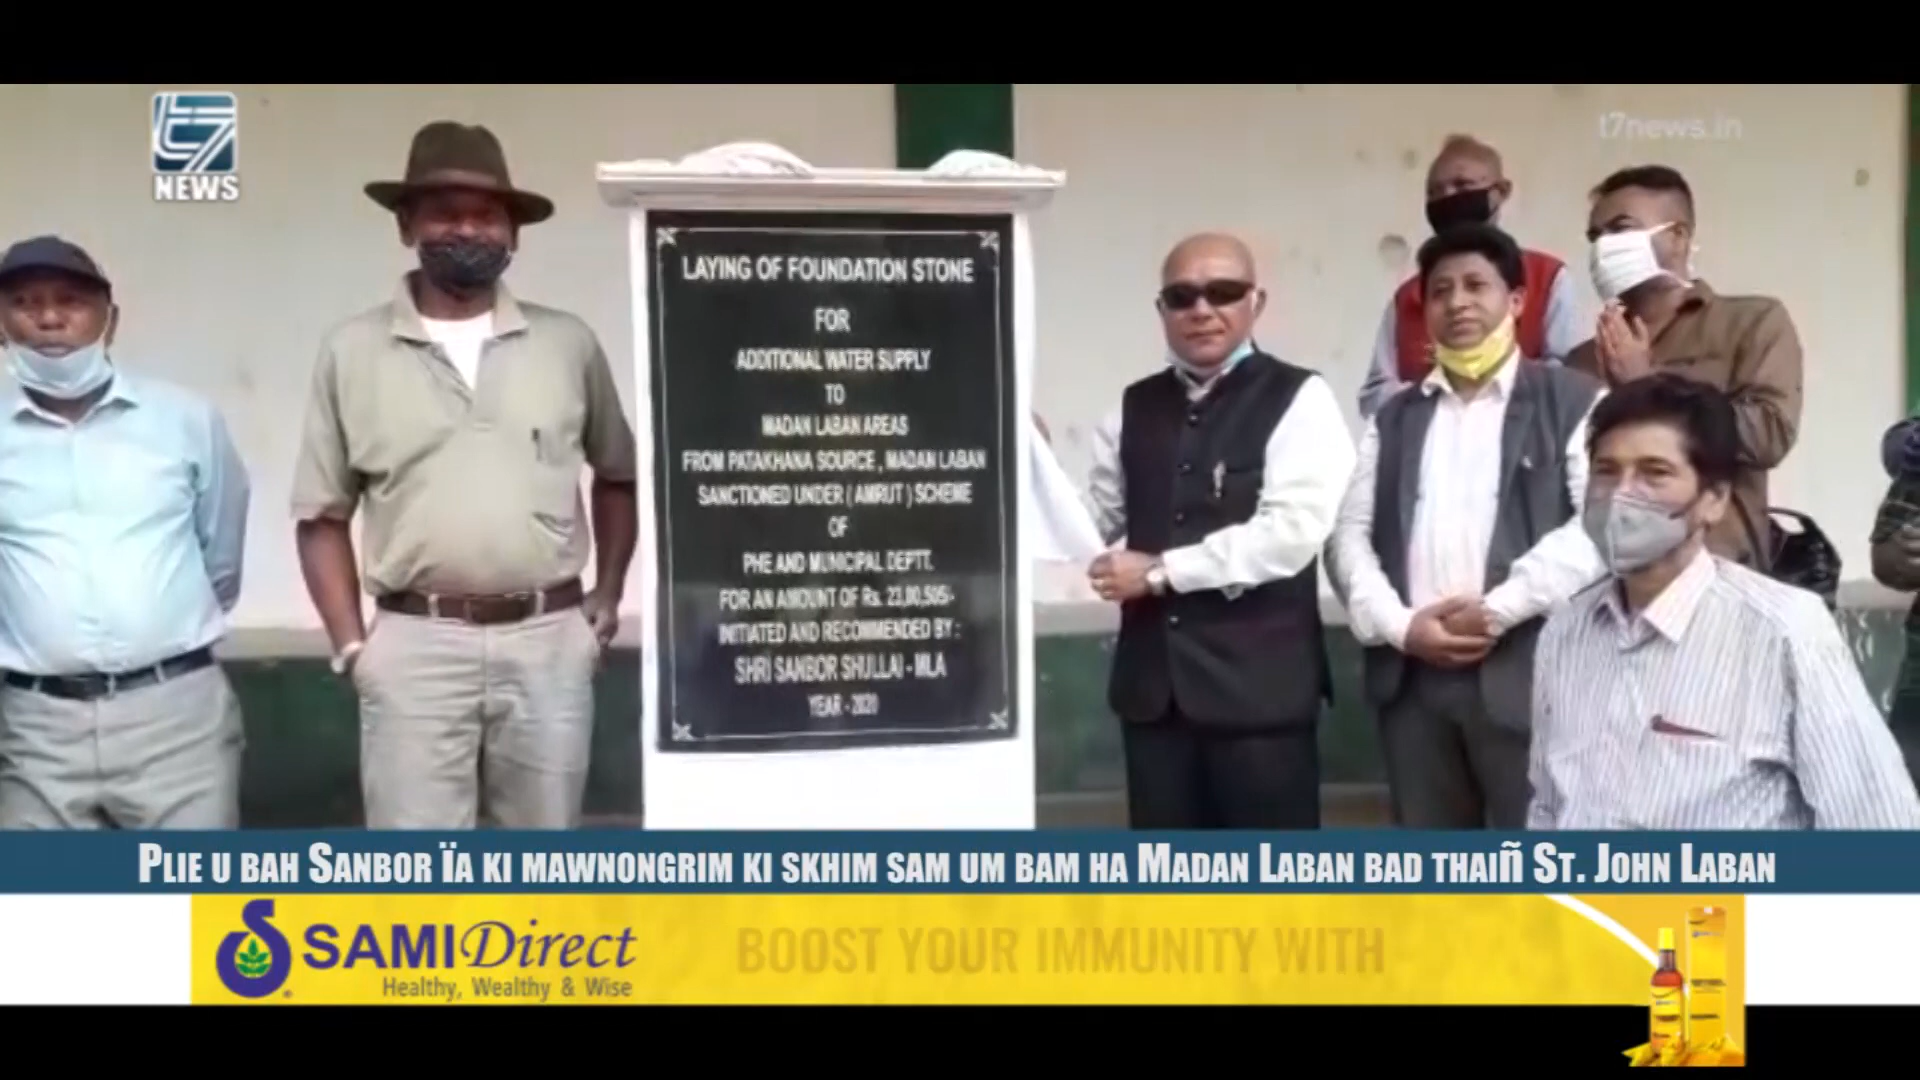 t7
NEWS
t7news.in
LAYING OF FOUNDATION STONE
FOR
ADDITIONAL WATER SUPPLY
TO
MADAN LABAN AREAS
FROM PATAKHANA SOURCE, MADAN LABAN
SANCTIONED UNDER ( AMRUT ) SCHEME
OF
PHE AND MUNICIPAL DEPTT.
FOR AN AMOUNT OF Rs. 23,00,505/-
INITIATED AND RECOMMENDED BY :
SHRI SANBOR SHULLAI - MLA
YEAR - 2020
PLIE U BAH SANBOR ÏA KI MAWNONGRIM KI SKHIM SAM UM BAM HA MADAN LABAN BAD THAIÑ ST. JOHN LABAN
SAMI Direct
Healthy, Wealthy & Wise
BOOST YOUR IMMUNITY WITH